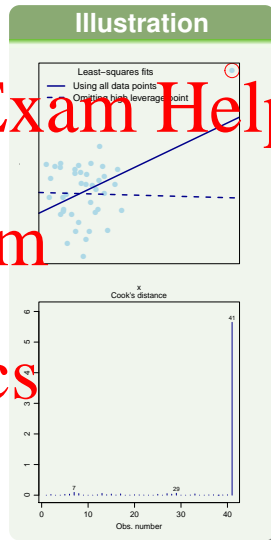 Illustration
Least−squares fits
Using all data points
Omitting high leverage point
Exam Help
m
x
Cook's distance
41
6
5
4
cs
3
2
1
7
29
0
0 10 20 30 40
Obs. number